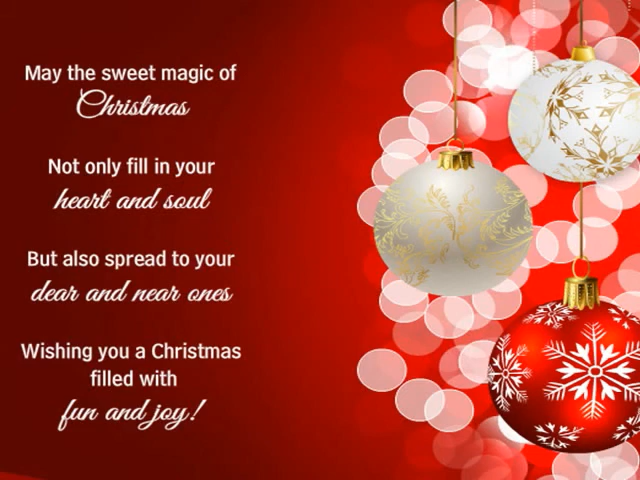 May the sweet magic of
Christmas
Not only fill in your
heart and soul
But also spread to your
dear and near ones
Wishing you a Christmas
filled with
fun and joy!